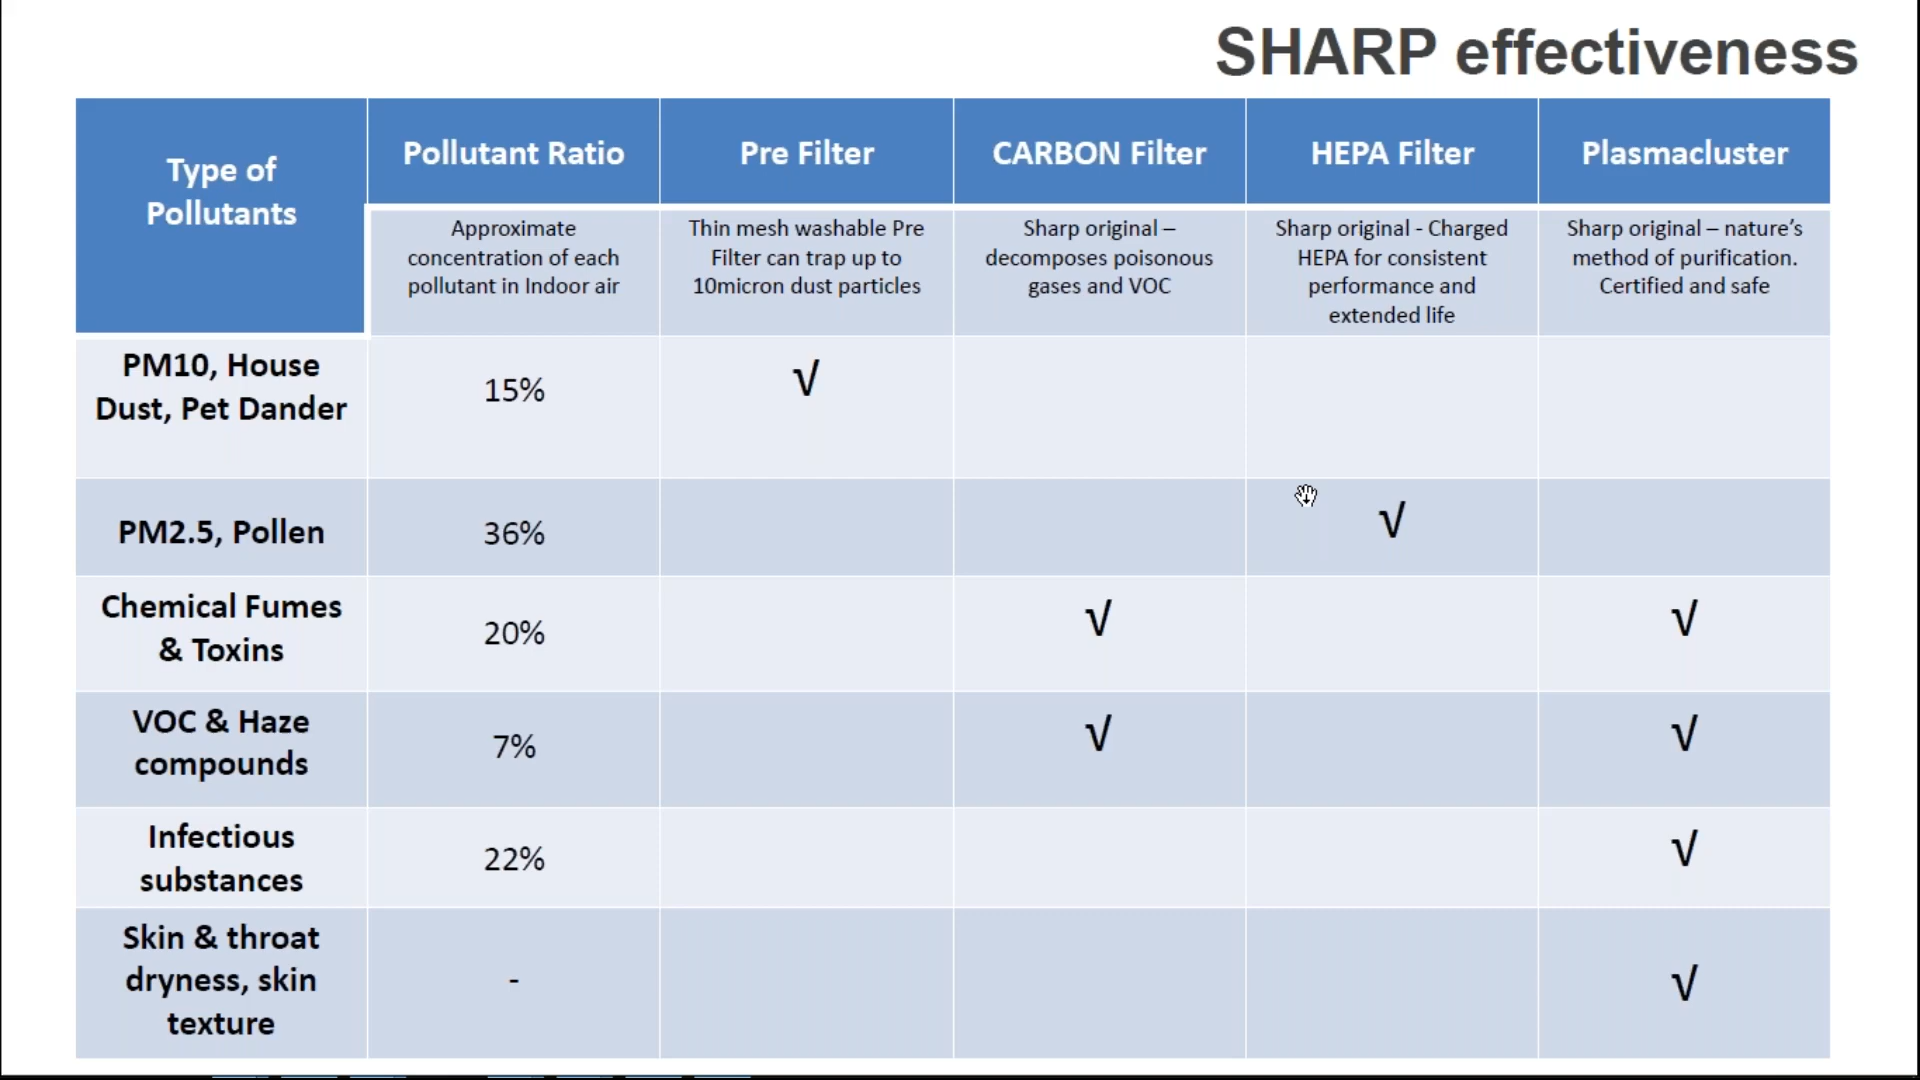 SHARP effectiveness
Type of
Pollutants
Pollutant Ratio
Pre Filter
CARBON Filter
HEPA Filter
Plasmacluster
Approximate
concentration of each
pollutant in Indoor air
Thin mesh washable Pre
Filter can trap up to
10micron dust particles
Sharp original –
decomposes poisonous
gases and VOC
Sharp original - Charged
HEPA for consistent
performance and
extended life
Sharp original – nature’s
method of purification.
Certified and safe
PM10, House
Dust, Pet Dander
15%
√
PM2.5, Pollen
36%
√
Chemical Fumes
& Toxins
20%
√
√
VOC & Haze
compounds
7%
√
√
Infectious
substances
22%
√
Skin & throat
dryness, skin
texture
-
√